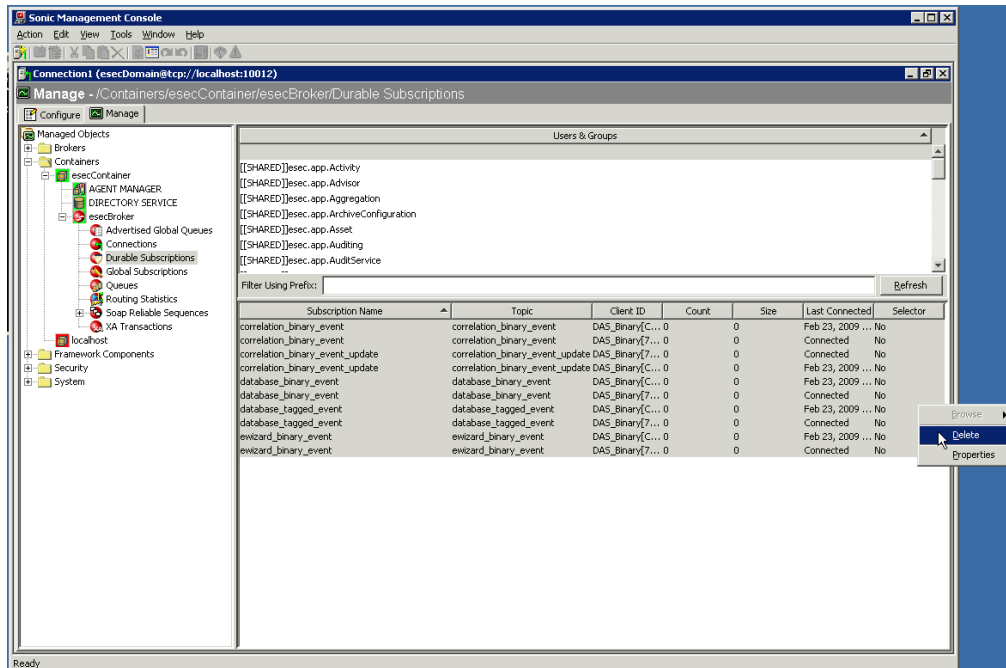 Sonic Management Console
Action Edit View Tools Window Help
Connection1 (esecDomain@tcp://localhost:10012)
Manage - /Containers/esecContainer/esecBroker/Durable Subscriptions
Configure Manage
Managed Objects
Brokers
Containers
esecContainer
AGENT MANAGER
DIRECTORY SERVICE
esecBroker
Advertised Global Queues
Connections
Durable Subscriptions
Global Subscriptions
Queues
Routing Statistics
Soap Reliable Sequences
XA Transactions
localhost
Framework Components
Security
System
Users & Groups
[[SHARED]]esec.app.Activity
[[SHARED]]esec.app.Advisor
[[SHARED]]esec.app.Aggregation
[[SHARED]]esec.app.ArchiveConfiguration
[[SHARED]]esec.app.Asset
[[SHARED]]esec.app.Auditing
[[SHARED]]esec.app.AuditService
Filter Using Prefix: Refresh
Subscription Name Topic Client ID Count Size Last Connected Selector
correlation_binary_event correlation_binary_event DAS_Binary[C... 0 0 Feb 23, 2009 ... No
correlation_binary_event correlation_binary_event DAS_Binary[7... 0 0 Connected No
correlation_binary_event_update correlation_binary_event_update DAS_Binary[7... 0 0 Connected No
correlation_binary_event_update correlation_binary_event_update DAS_Binary[C... 0 0 Feb 23, 2009 ... No
database_binary_event database_binary_event DAS_Binary[C... 0 0 Feb 23, 2009 ... No
database_binary_event database_binary_event DAS_Binary[7... 0 0 Connected No
database_tagged_event database_tagged_event DAS_Binary[C... 0 0 Feb 23, 2009 ... No
database_tagged_event database_tagged_event DAS_Binary[7... 0 0 Connected No
ewizard_binary_event ewizard_binary_event DAS_Binary[C... 0 0 Feb 23, 2009 ... No
ewizard_binary_event ewizard_binary_event DAS_Binary[7... 0 0 Connected No
Browse
Delete
Properties
Ready